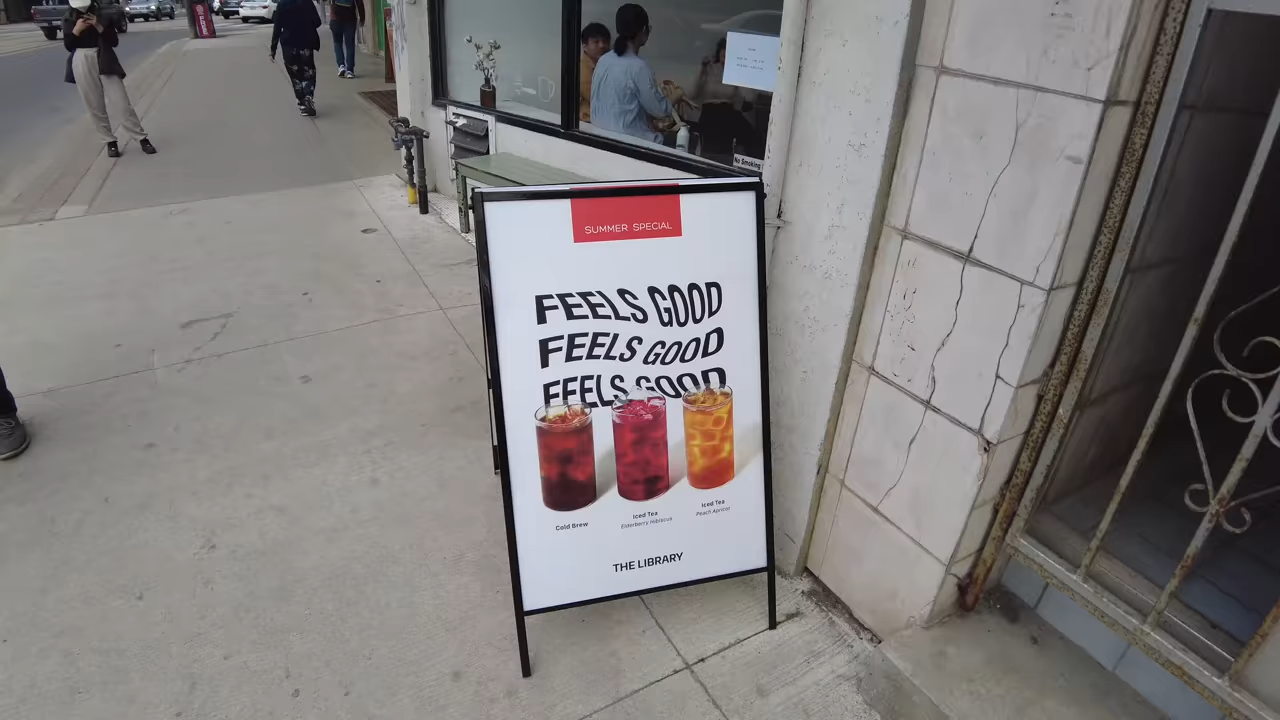 No Smoking
SUMMER SPECIAL
FEELS GOOD
FEELS GOOD
FEELS GOOD
Cold Brew
Iced Tea
Elderberry Hibiscus
Iced Tea
Peach Apricot
THE LIBRARY